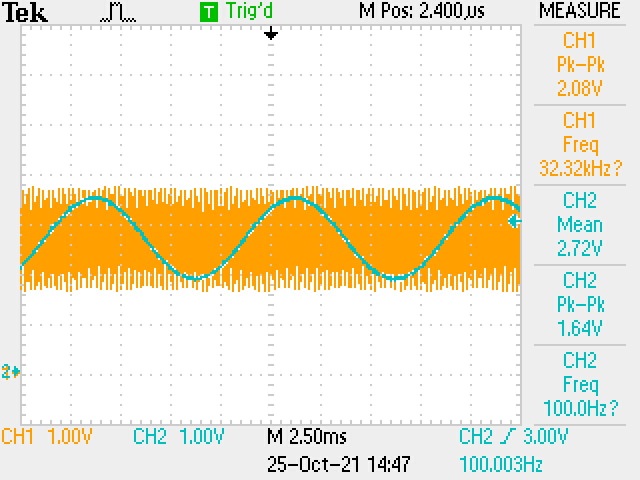 Tek T Trig'd M Pos: 2.400µs MEASURE
CH1
Pk-Pk
2.08V
CH1
Freq
32.32kHz?
CH2
Mean
2.72V
CH2
Pk-Pk
1.64V
CH2
Freq
100.0Hz?
2
CH1 1.00V CH2 1.00V M 2.50ms CH2 3.00V
25-Oct-21 14:47 100.003Hz